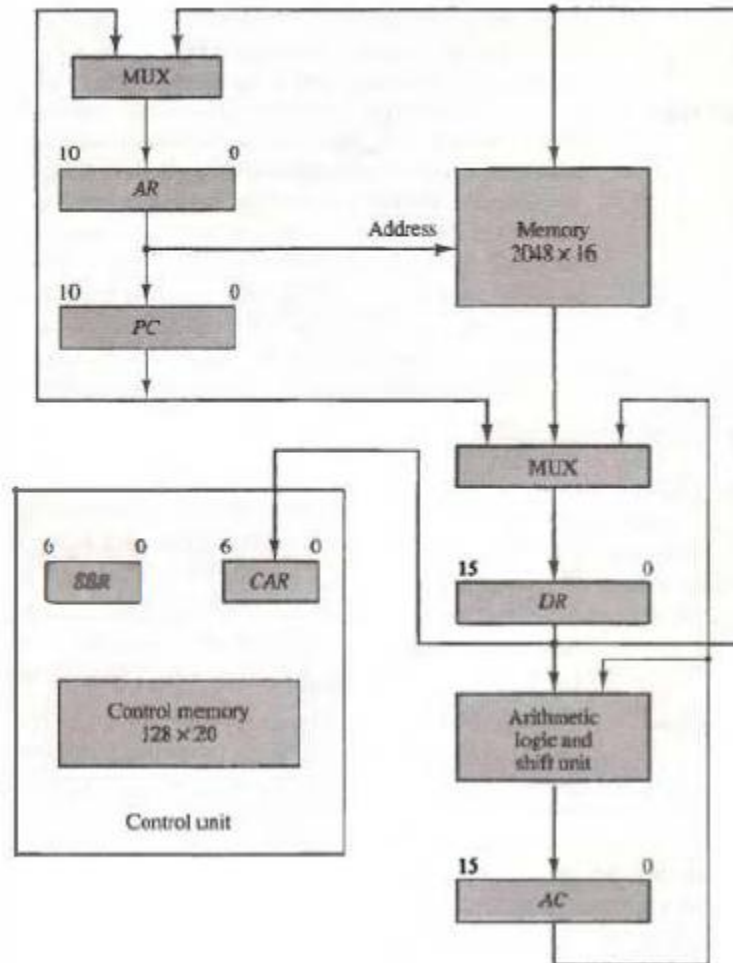 MUX
10 0
AR
Address
Memory
2048 × 16
10 0
PC
MUX
6 0
SBR
6 0
CAR
15 0
DR
Control memory
128 × 20
Arithmetic
logic and
shift unit
Control unit
15 0
AC